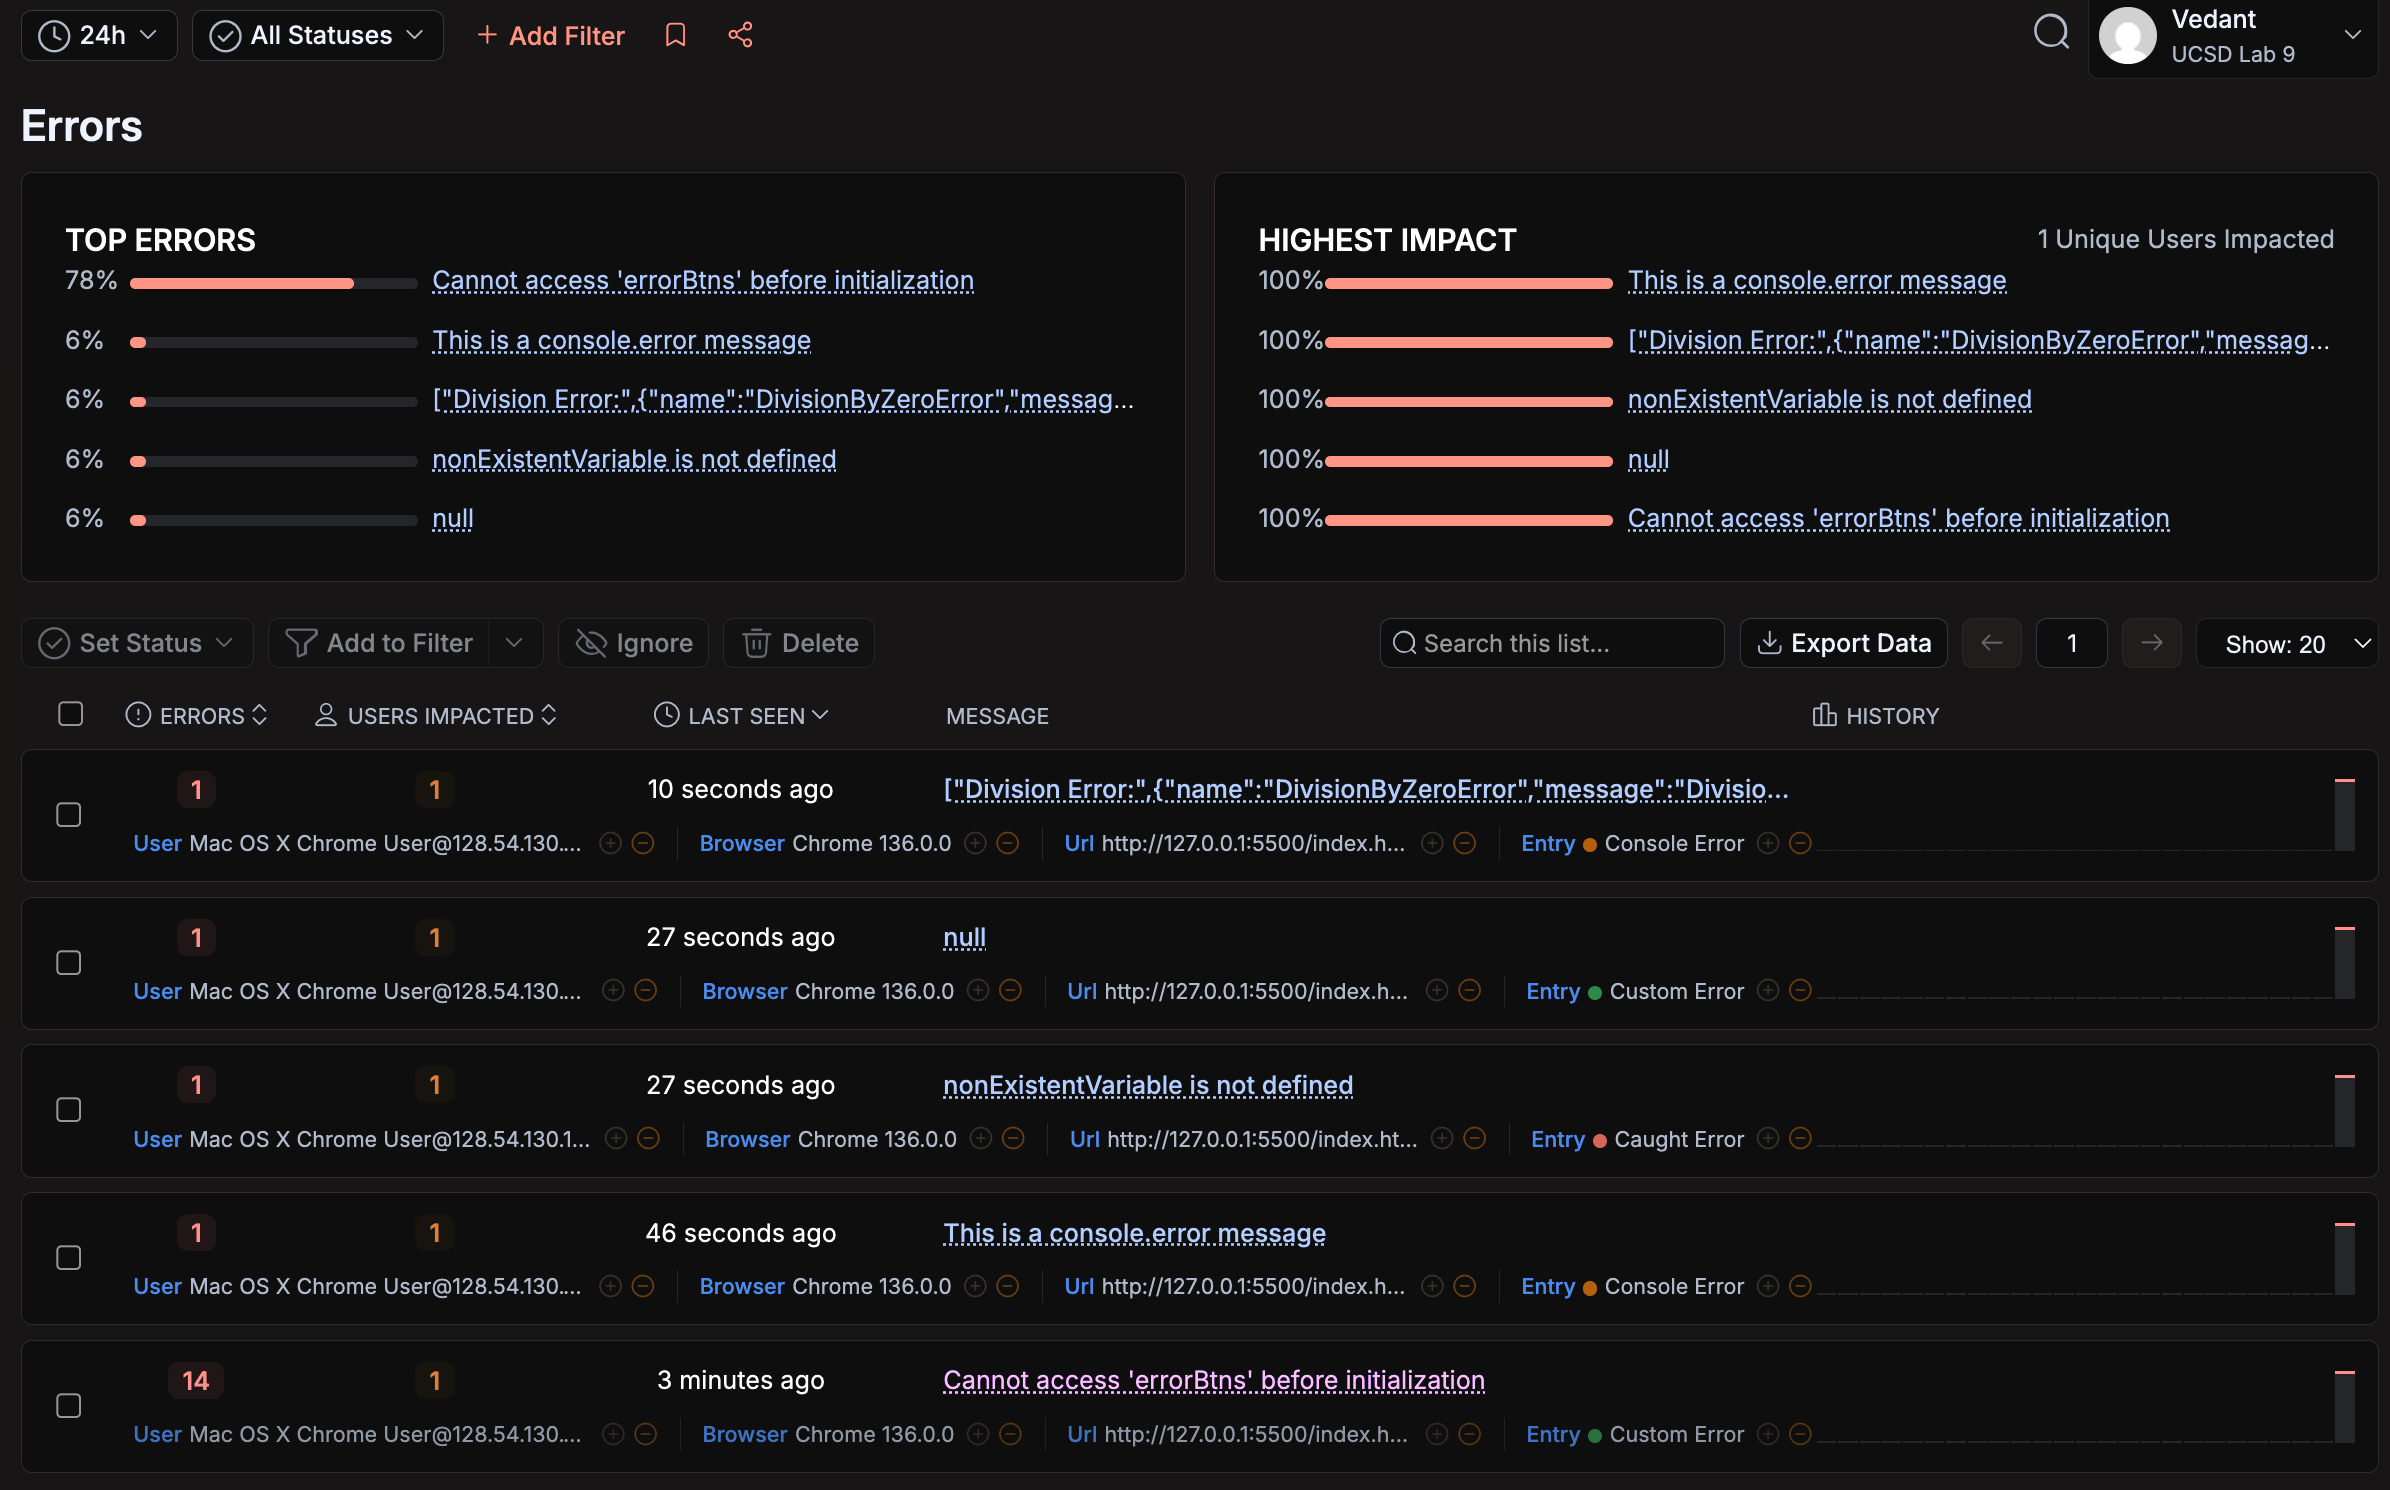 24h All Statuses + Add Filter Vedant
UCSD Lab 9
Errors
TOP ERRORS
78% Cannot access 'errorBtns' before initialization
6% This is a console.error message
6% ["Division Error:",{"name":"DivisionByZeroError","messag...
6% nonExistentVariable is not defined
6% null
HIGHEST IMPACT 1 Unique Users Impacted
100% This is a console.error message
100% ["Division Error:",{"name":"DivisionByZeroError","messag...
100% nonExistentVariable is not defined
100% null
100% Cannot access 'errorBtns' before initialization
Set Status Add to Filter Ignore Delete Search this list... Export Data 1 Show: 20
ERRORS USERS IMPACTED LAST SEEN MESSAGE HISTORY
1 1 10 seconds ago ["Division Error:",{"name":"DivisionByZeroError","message":"Divisio...
User Mac OS X Chrome User@128.54.130.... Browser Chrome 136.0.0 Url http://127.0.0.1:5500/index.h... Entry Console Error
1 1 27 seconds ago null
User Mac OS X Chrome User@128.54.130.... Browser Chrome 136.0.0 Url http://127.0.0.1:5500/index.h... Entry Custom Error
1 1 27 seconds ago nonExistentVariable is not defined
User Mac OS X Chrome User@128.54.130.1... Browser Chrome 136.0.0 Url http://127.0.0.1:5500/index.ht... Entry Caught Error
1 1 46 seconds ago This is a console.error message
User Mac OS X Chrome User@128.54.130.... Browser Chrome 136.0.0 Url http://127.0.0.1:5500/index.h... Entry Console Error
14 1 3 minutes ago Cannot access 'errorBtns' before initialization
User Mac OS X Chrome User@128.54.130.... Browser Chrome 136.0.0 Url http://127.0.0.1:5500/index.h... Entry Custom Error